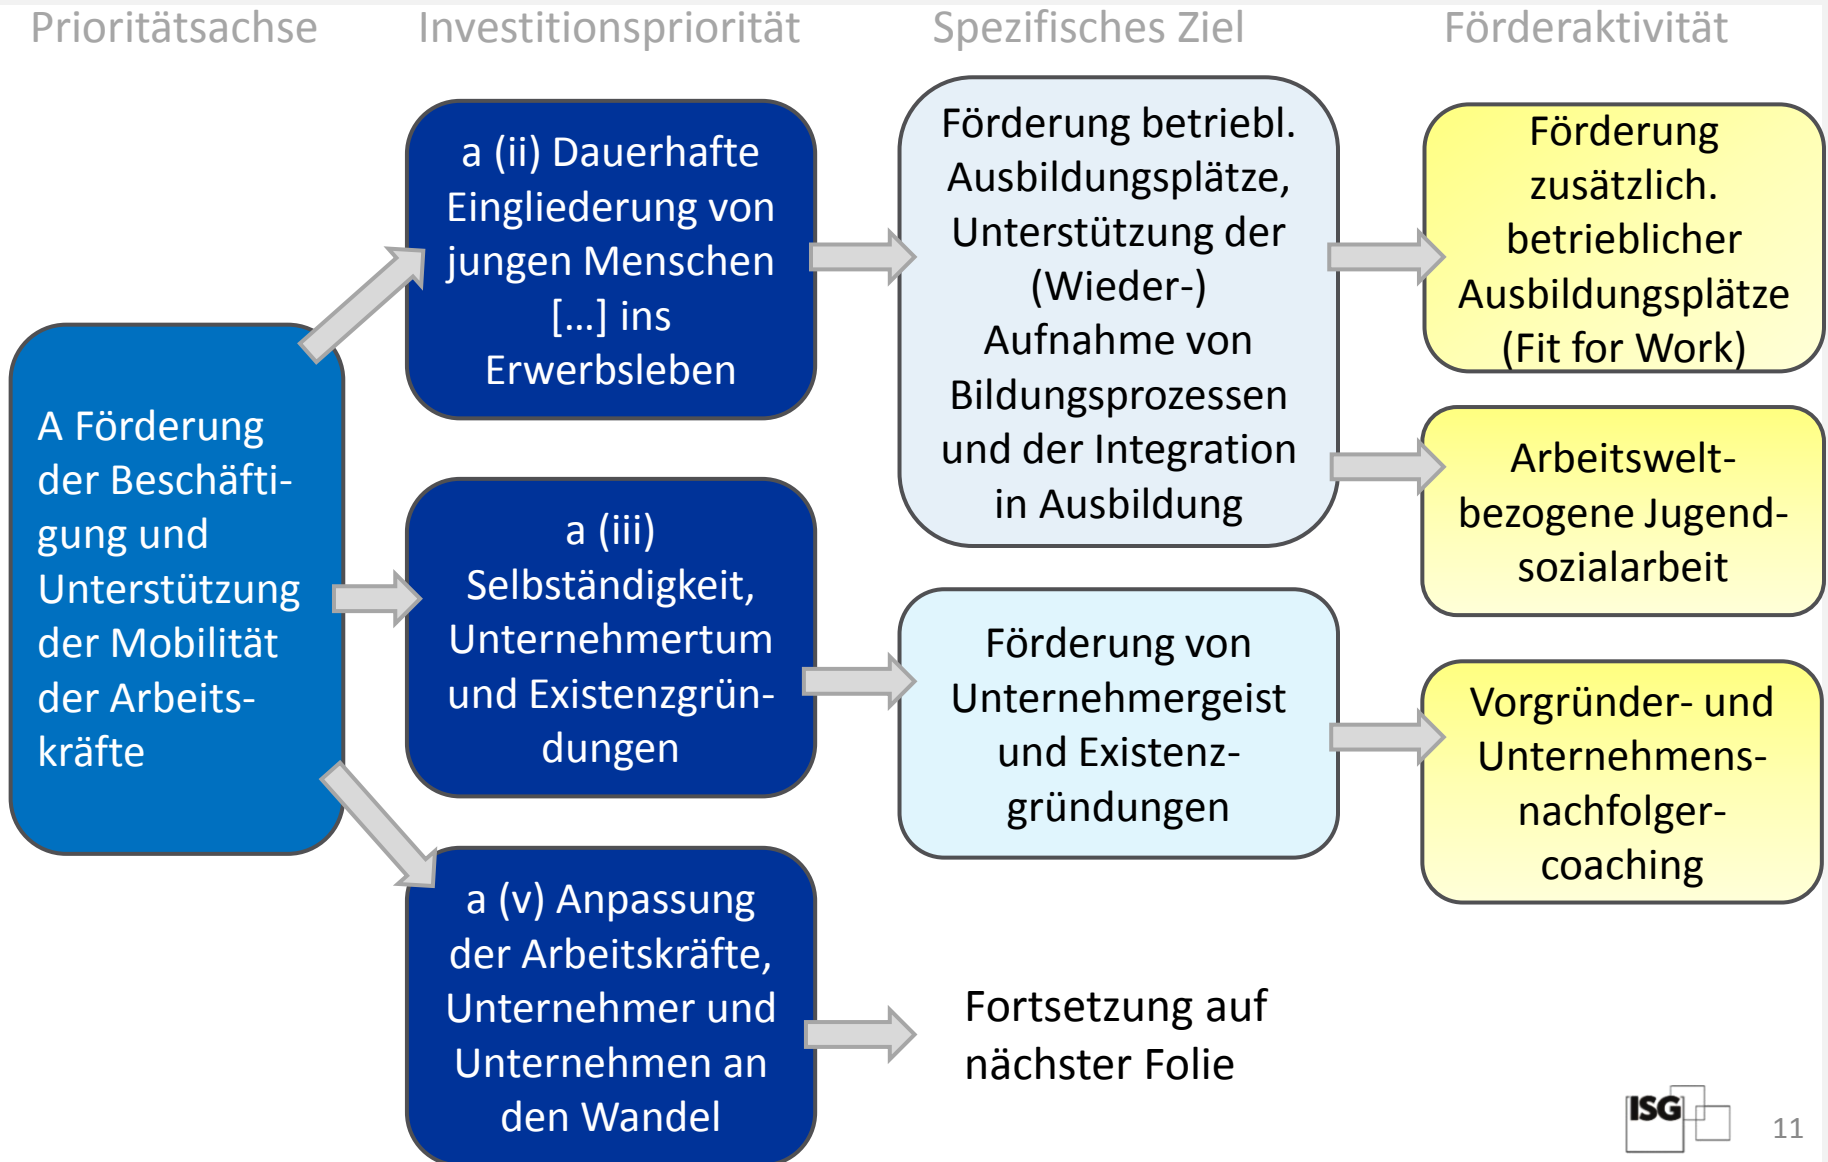 Prioritätsachse
Investitionspriorität
Spezifisches Ziel
Förderaktivität
A Förderung
der Beschäfti-
gung und
Unterstützung
der Mobilität
der Arbeits-
kräfte
a (ii) Dauerhafte
Eingliederung von
jungen Menschen
[...] ins
Erwerbsleben
Förderung betriebl.
Ausbildungsplätze,
Unterstützung der
(Wieder-)
Aufnahme von
Bildungsprozessen
und der Integration
in Ausbildung
Förderung
zusätzlich.
betrieblicher
Ausbildungsplätze
(Fit for Work)
Arbeitswelt-
bezogene Jugend-
sozialarbeit
a (iii)
Selbständigkeit,
Unternehmertum
und Existenzgrün-
dungen
Förderung von
Unternehmergeist
und Existenz-
gründungen
Vorgründer- und
Unternehmens-
nachfolger-
coaching
a (v) Anpassung
der Arbeitskräfte,
Unternehmer und
Unternehmen an
den Wandel
Fortsetzung auf
nächster Folie
ISG
11